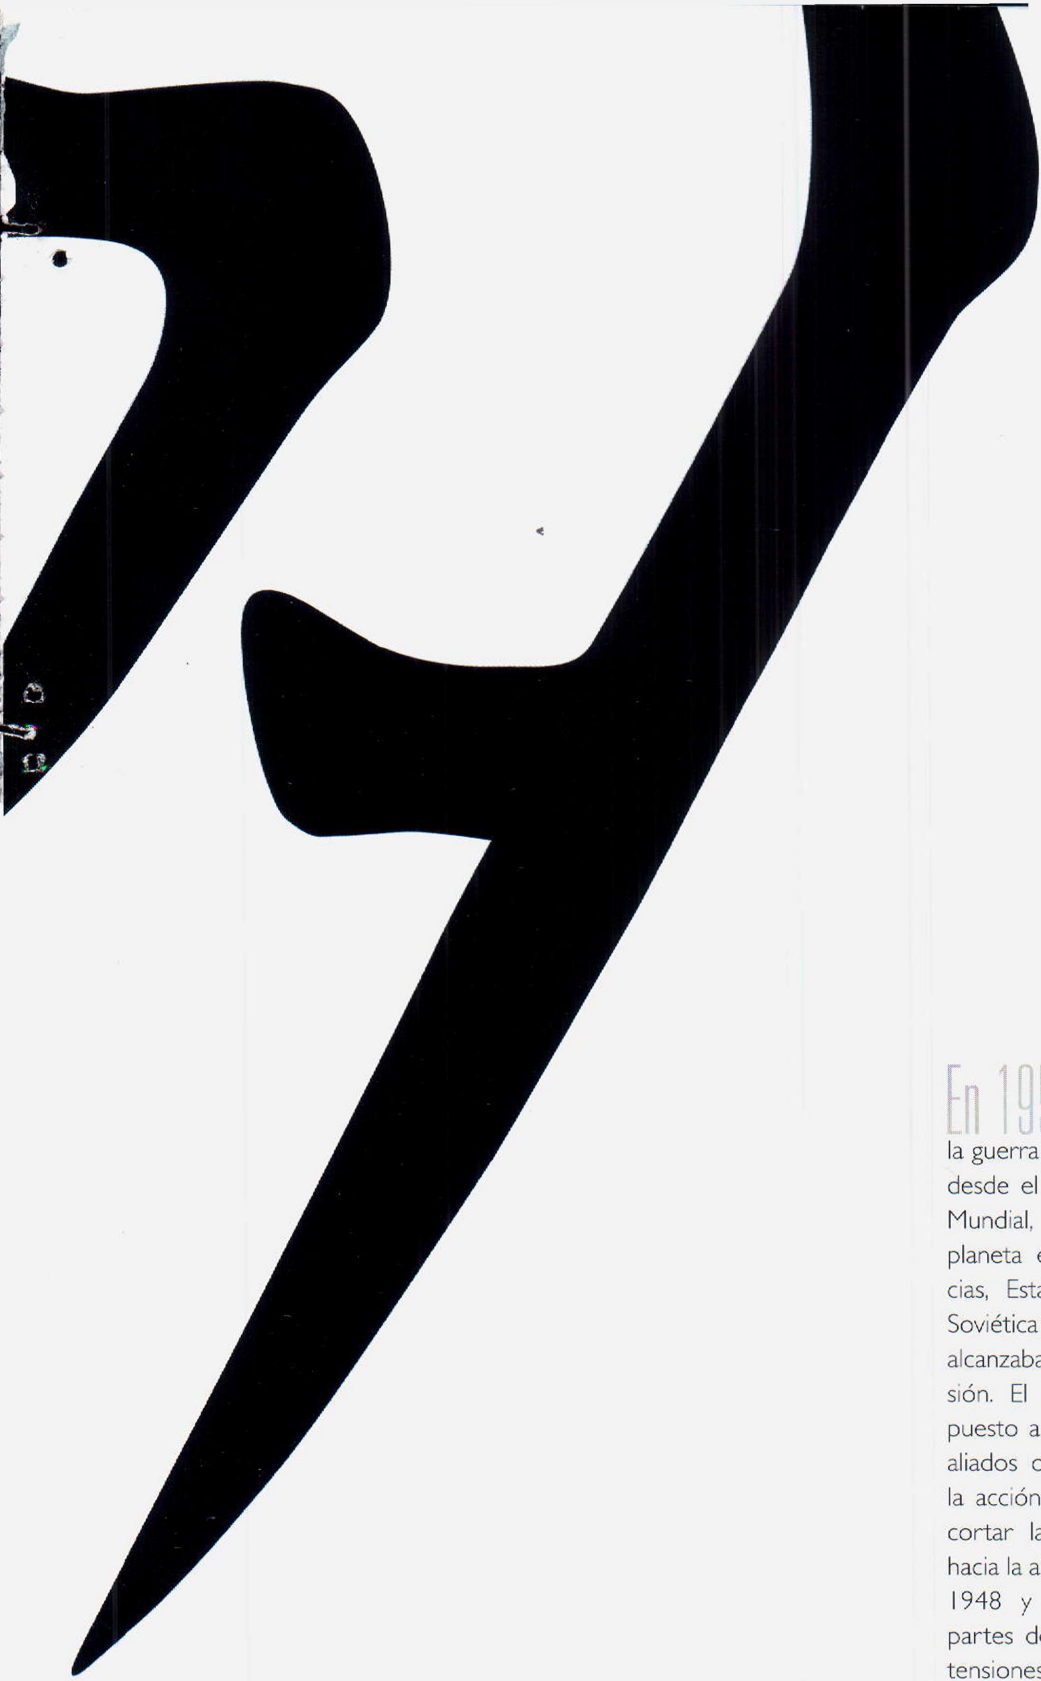 En 195
la guerra
desde el
Mundial,
planeta e
cias, Esta
Soviética
alcanzaba
sión. El
puesto a
aliados c
la acción
cortar la
hacia la a
1948 y
partes de
tensiones